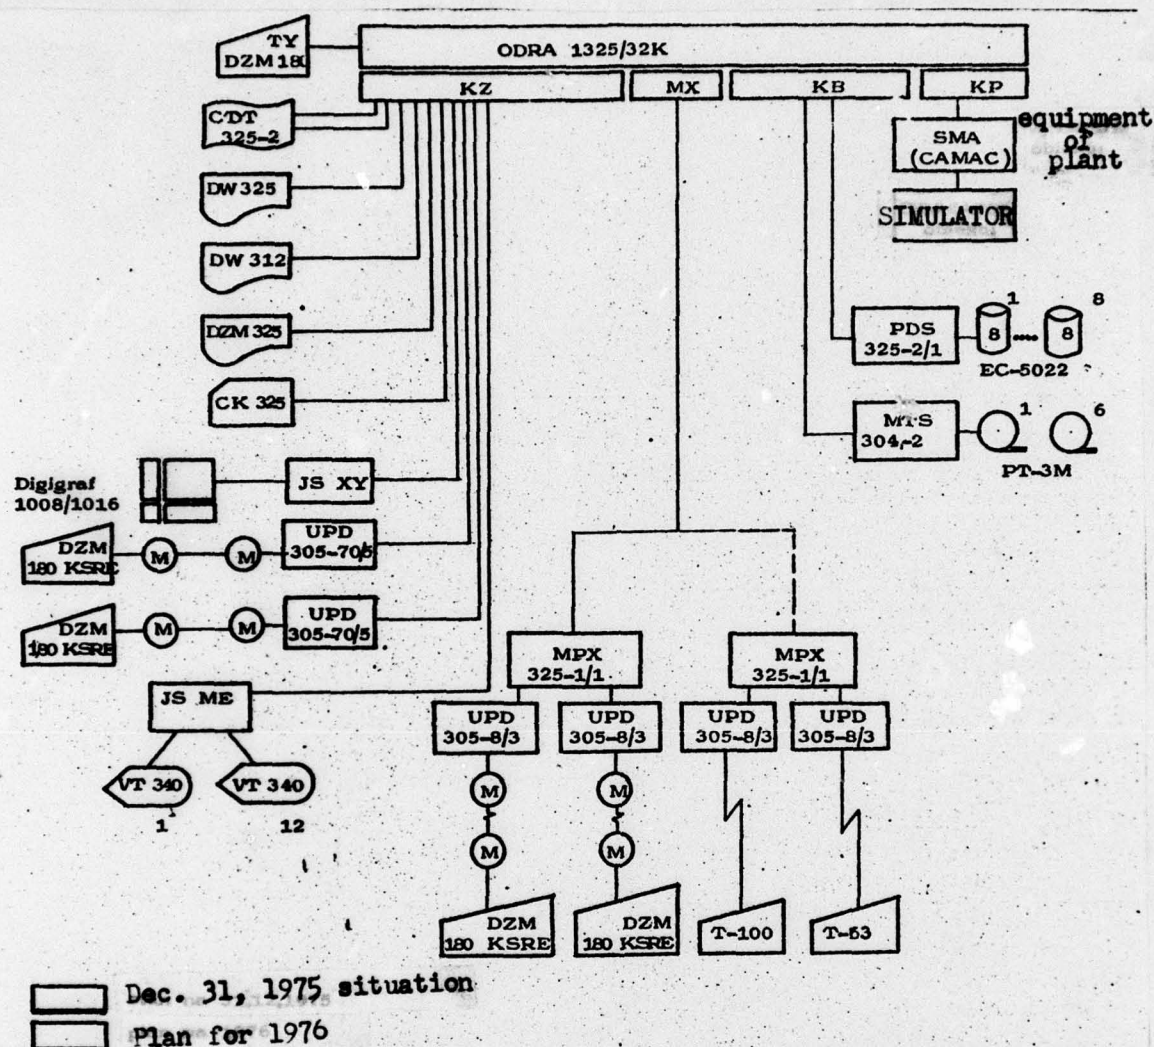 TY
DZM 180
ODRA 1325/32K
KZ
MX
KB
KP
CDT
325-2
equipment
of
plant
SMA
(CAMAC)
SIMULATOR
DW 325
DW 312
DZM 325
CK 325
PDS
325-2/1
1
8
8
8
EC-5022
MTS
304-2
1
6
PT-3M
Digigraf
1008/1016
JS XY
DZM
180 KSRE
M
M
UPD
305-70/5
DZM
180 KSRE
M
M
UPD
305-70/5
JS ME
VT 340
VT 340
1
12
MPX
325-1/1
MPX
325-1/1
UPD
305-8/3
UPD
305-8/3
UPD
305-8/3
UPD
305-8/3
M
M
M
M
DZM
180 KSRE
DZM
180 KSRE
T-100
T-63
Dec. 31, 1975 situation
Plan for 1976